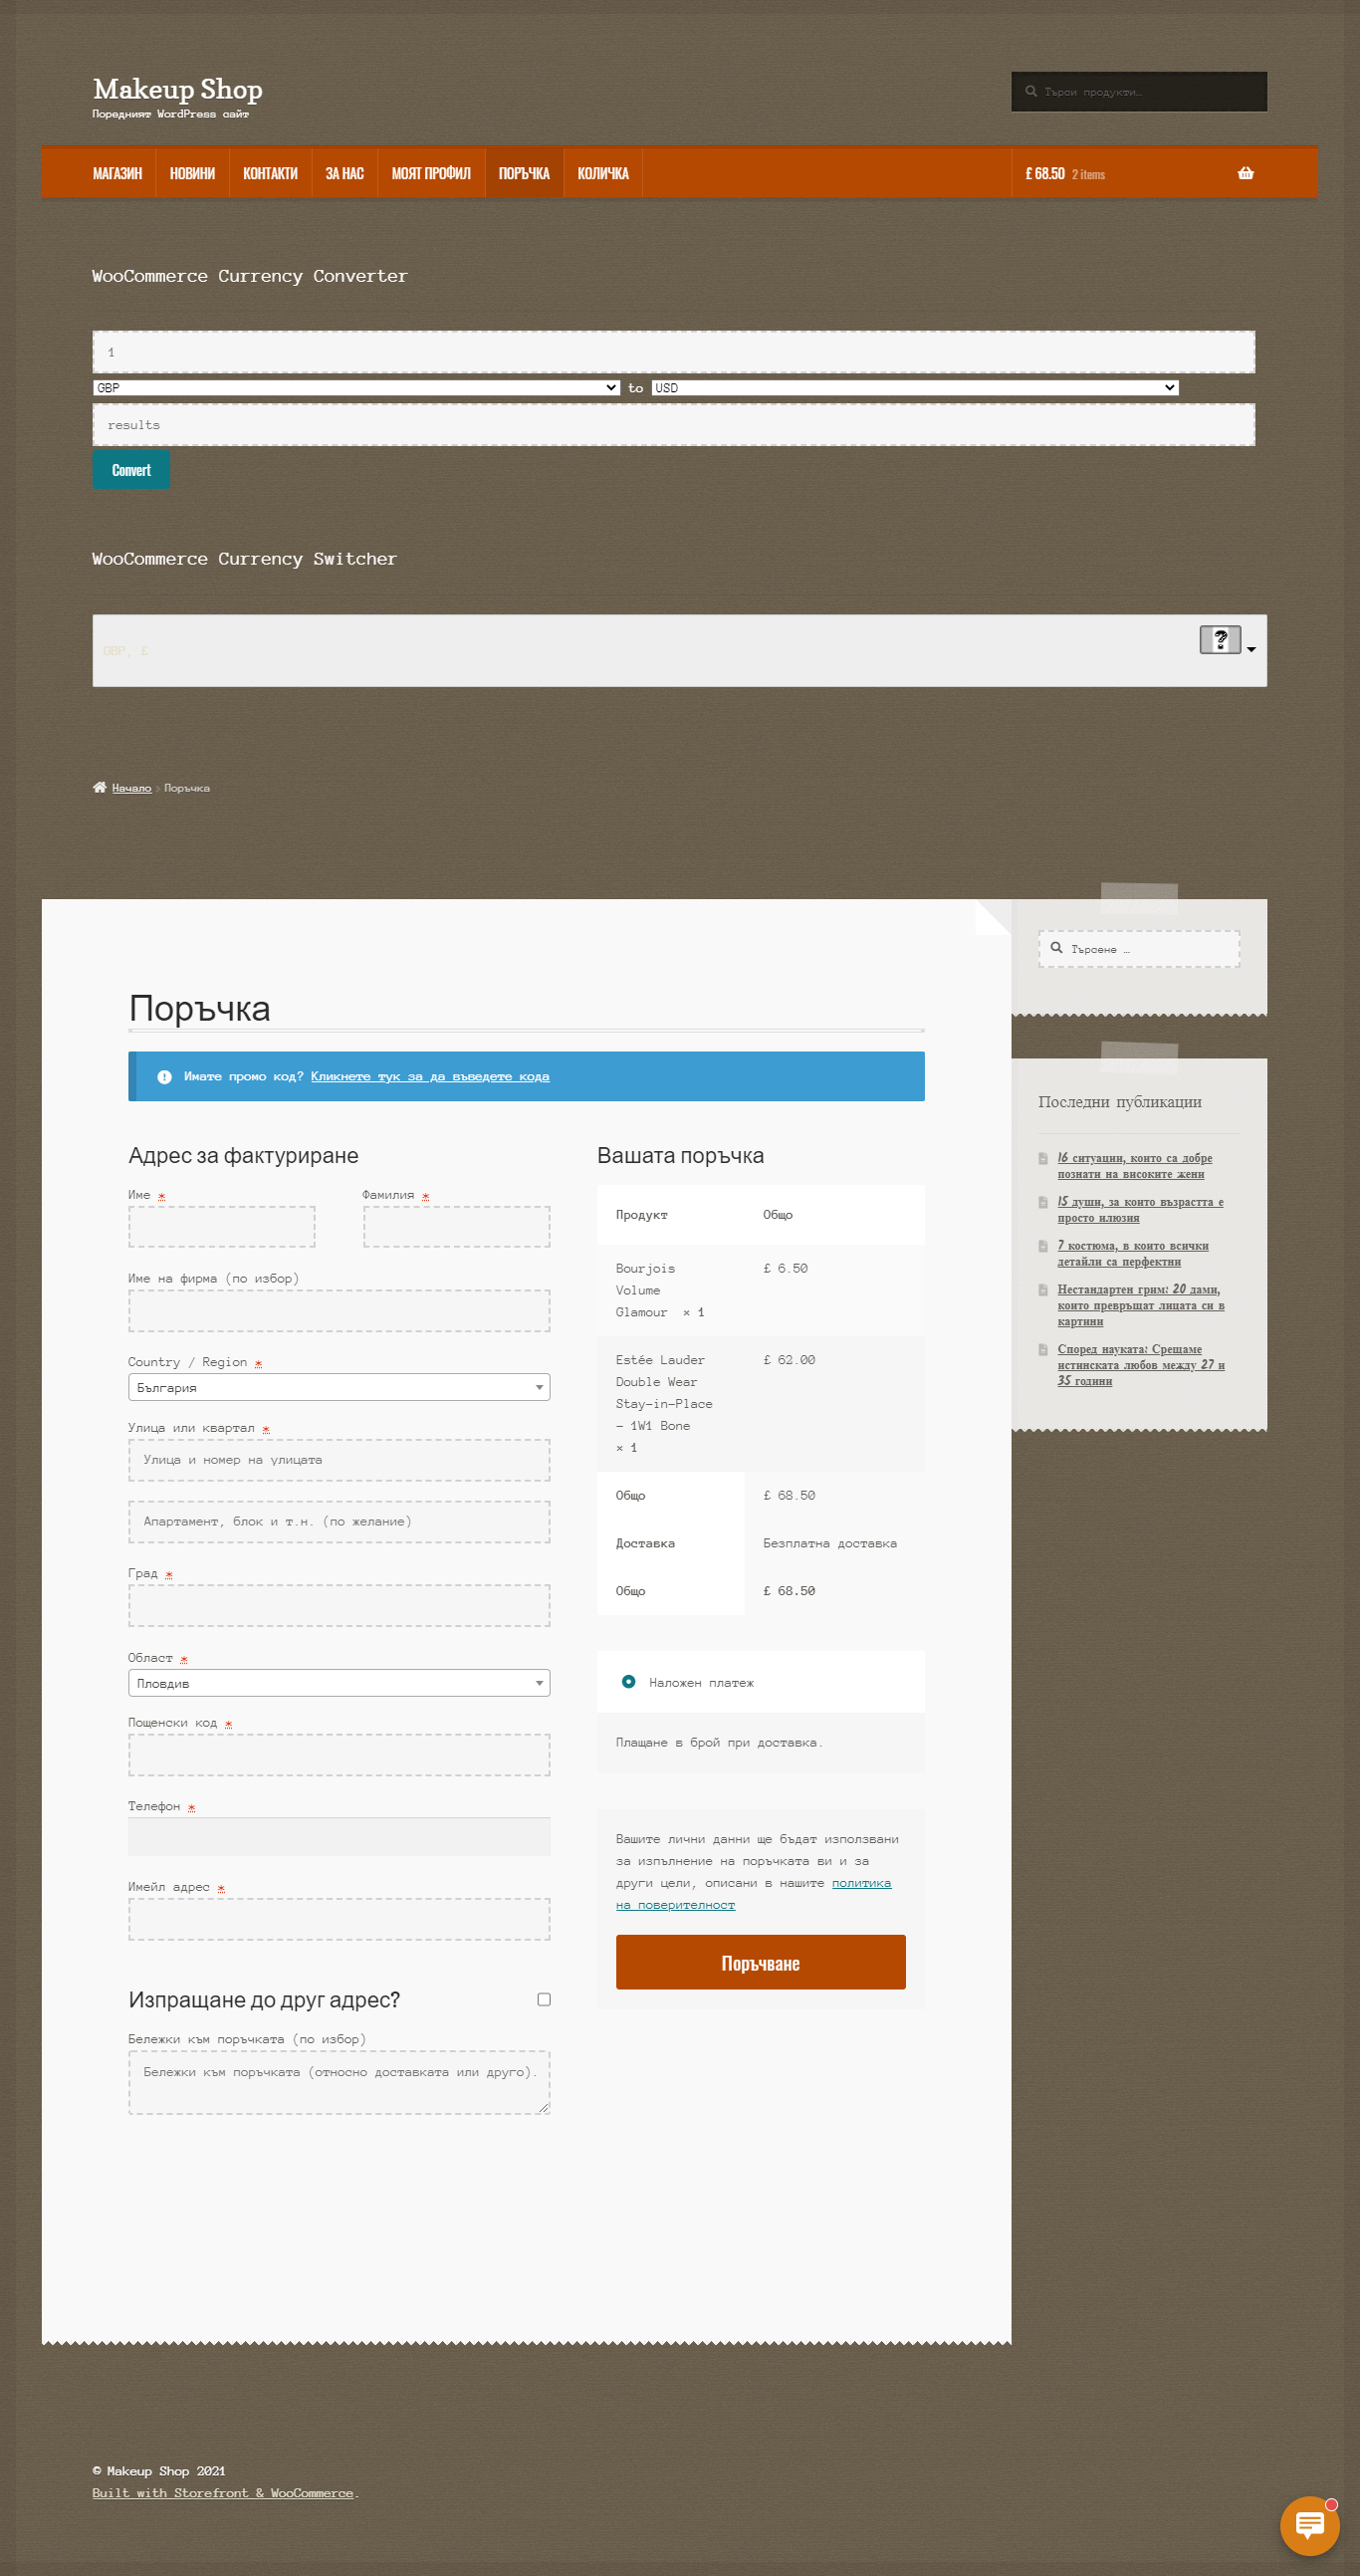 Makeup Shop
Поредният WordPress сайт
Търси продукти…
МАГАЗИН
НОВИНИ
КОНТАКТИ
ЗА НАС
МОЯТ ПРОФИЛ
ПОРЪЧКА
КОЛИЧКА
£ 68.50 2 items
WooCommerce Currency Converter
1
GBP to USD
results
Convert
WooCommerce Currency Switcher
GBP, £
?
Начало › Поръчка
Поръчка
Имате промо код? Кликнете тук за да въведете кода
Адрес за фактуриране
Име *
Фамилия *
Име на фирма (по избор)
Country / Region *
България
Улица или квартал *
Улица и номер на улицата
Апартамент, блок и т.н. (по желание)
Град *
Област *
Пловдив
Пощенски код *
Телефон *
Имейл адрес *
Изпращане до друг адрес?
Бележки към поръчката (по избор)
Бележки към поръчката (относно доставката или друго).
Вашата поръчка
Продукт Общо
Bourjois £ 6.50
Volume
Glamour × 1
Estée Lauder £ 62.00
Double Wear
Stay-in-Place
- 1W1 Bone
× 1
Общо £ 68.50
Доставка Безплатна доставка
Общо £ 68.50
Наложен платеж
Плащане в брой при доставка.
Вашите лични данни ще бъдат използвани
за изпълнение на поръчката ви и за
други цели, описани в нашите политика
на поверителност
Поръчване
Търсене …
Последни публикации
16 ситуации, които са добре
познати на високите жени
15 души, за които възрастта е
просто илюзия
7 костюма, в които всички
детайли са перфектни
Нестандартен грим: 20 дами,
които превръщат лицата си в
картини
Според науката: Срещаме
истинската любов между 27 и
35 години
© Makeup Shop 2021
Built with Storefront & WooCommerce.